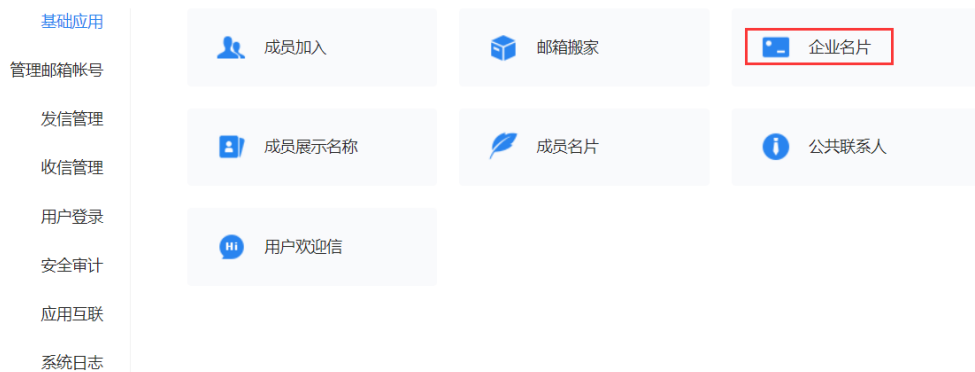 基础应用
管理邮箱帐号
发信管理
收信管理
用户登录
安全审计
应用互联
系统日志
成员加入
邮箱搬家
企业名片
成员展示名称
成员名片
公共联系人
Hi
用户欢迎信